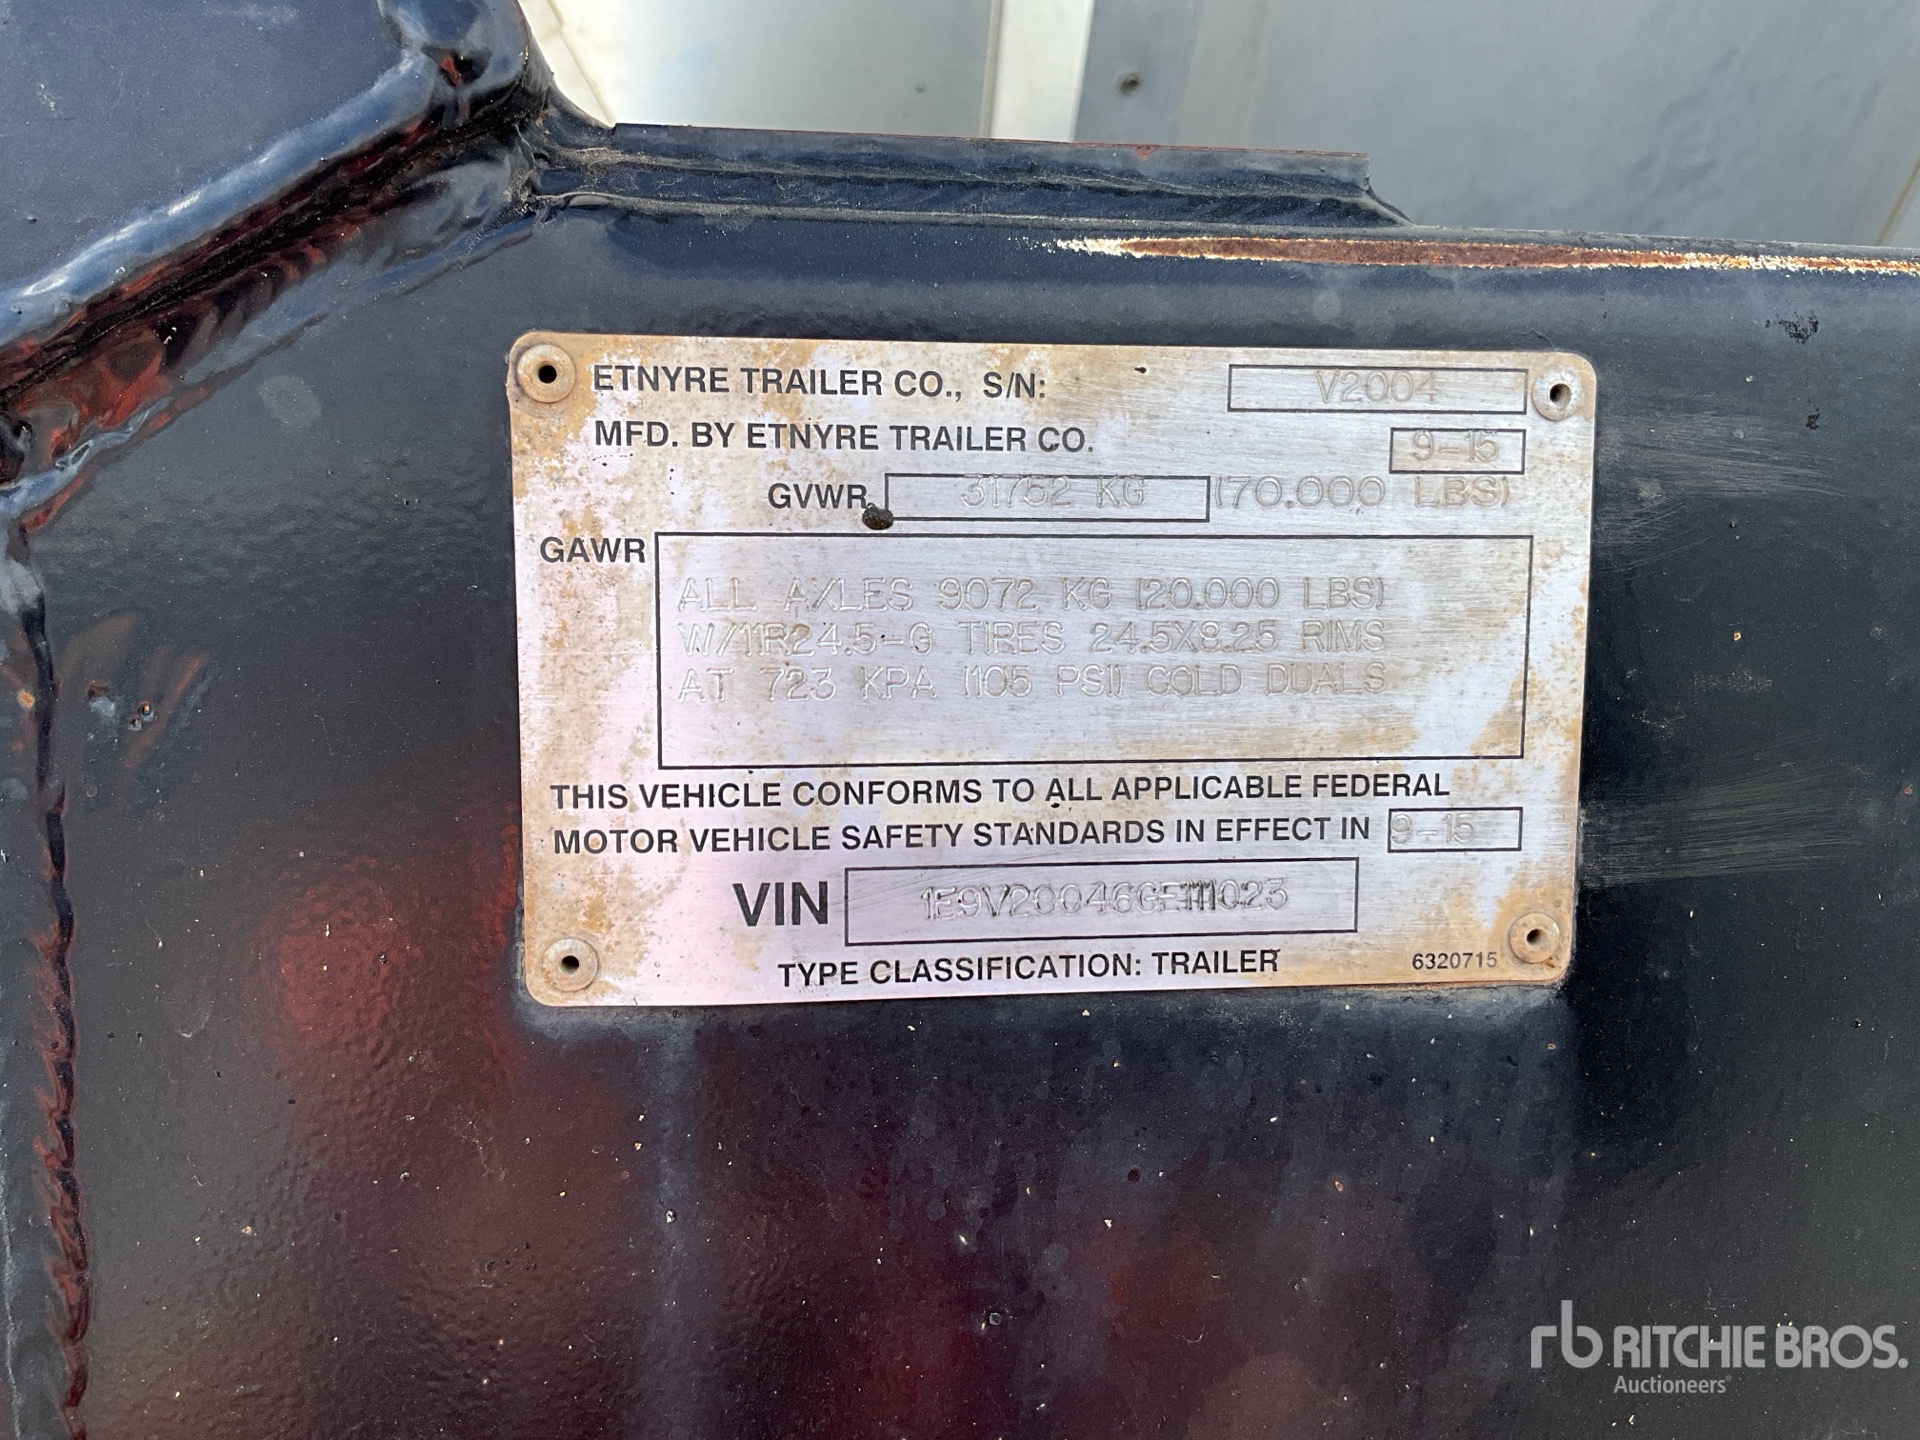 ETNYRE TRAILER CO., S/N: V2004
MFD. BY ETNYRE TRAILER CO. 9-15
GVWR 31752 KG (70.000 LBS)
GAWR
ALL AXLES 9072 KG (20.000 LBS)
W/11R24.5-G TIRES 24.5X8.25 RIMS
AT 723 KPA (105 PSI) COLD DUALS
THIS VEHICLE CONFORMS TO ALL APPLICABLE FEDERAL
MOTOR VEHICLE SAFETY STANDARDS IN EFFECT IN 9-15
VIN 1E9V20046GE111023
TYPE CLASSIFICATION: TRAILER 6320715
rb RITCHIE BROS.
Auctioneers